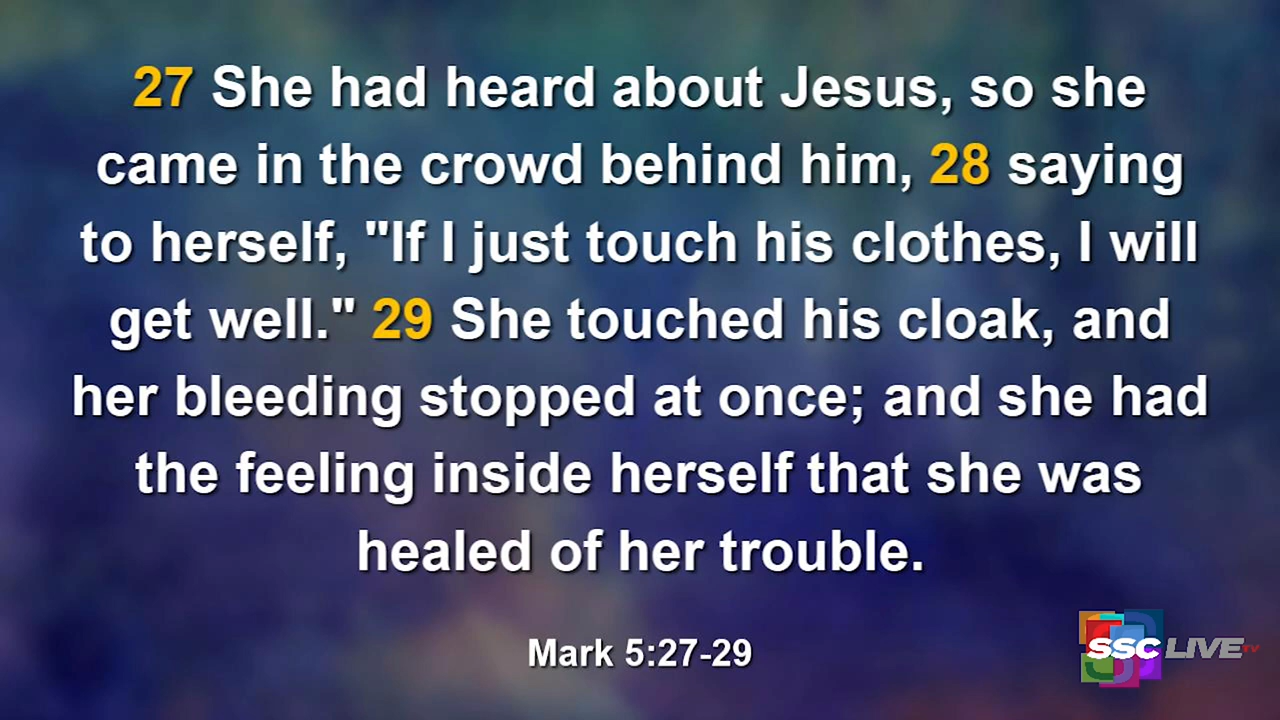 27 She had heard about Jesus, so she
came in the crowd behind him, 28 saying
to herself, "If I just touch his clothes, I will
get well." 29 She touched his cloak, and
her bleeding stopped at once; and she had
the feeling inside herself that she was
healed of her trouble.
Mark 5:27-29
SSC LIVE TV